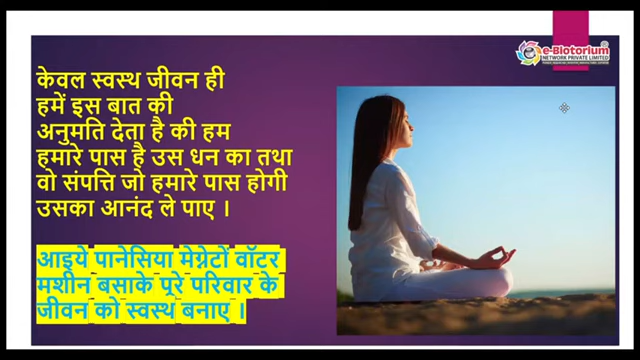 e-Biotorium
NETWORK PRIVATE LIMITED
केवल स्वस्थ जीवन ही
हमें इस बात की
अनुमति देता है की हम
हमारे पास है उस धन का तथा
वो संपत्ति जो हमारे पास होगी
उसका आनंद ले पाए ।
आइये पानेसिया मेग्नेटों वॉटर
मशीन बसाके पूरे परिवार के
जीवन को स्वस्थ बनाए ।